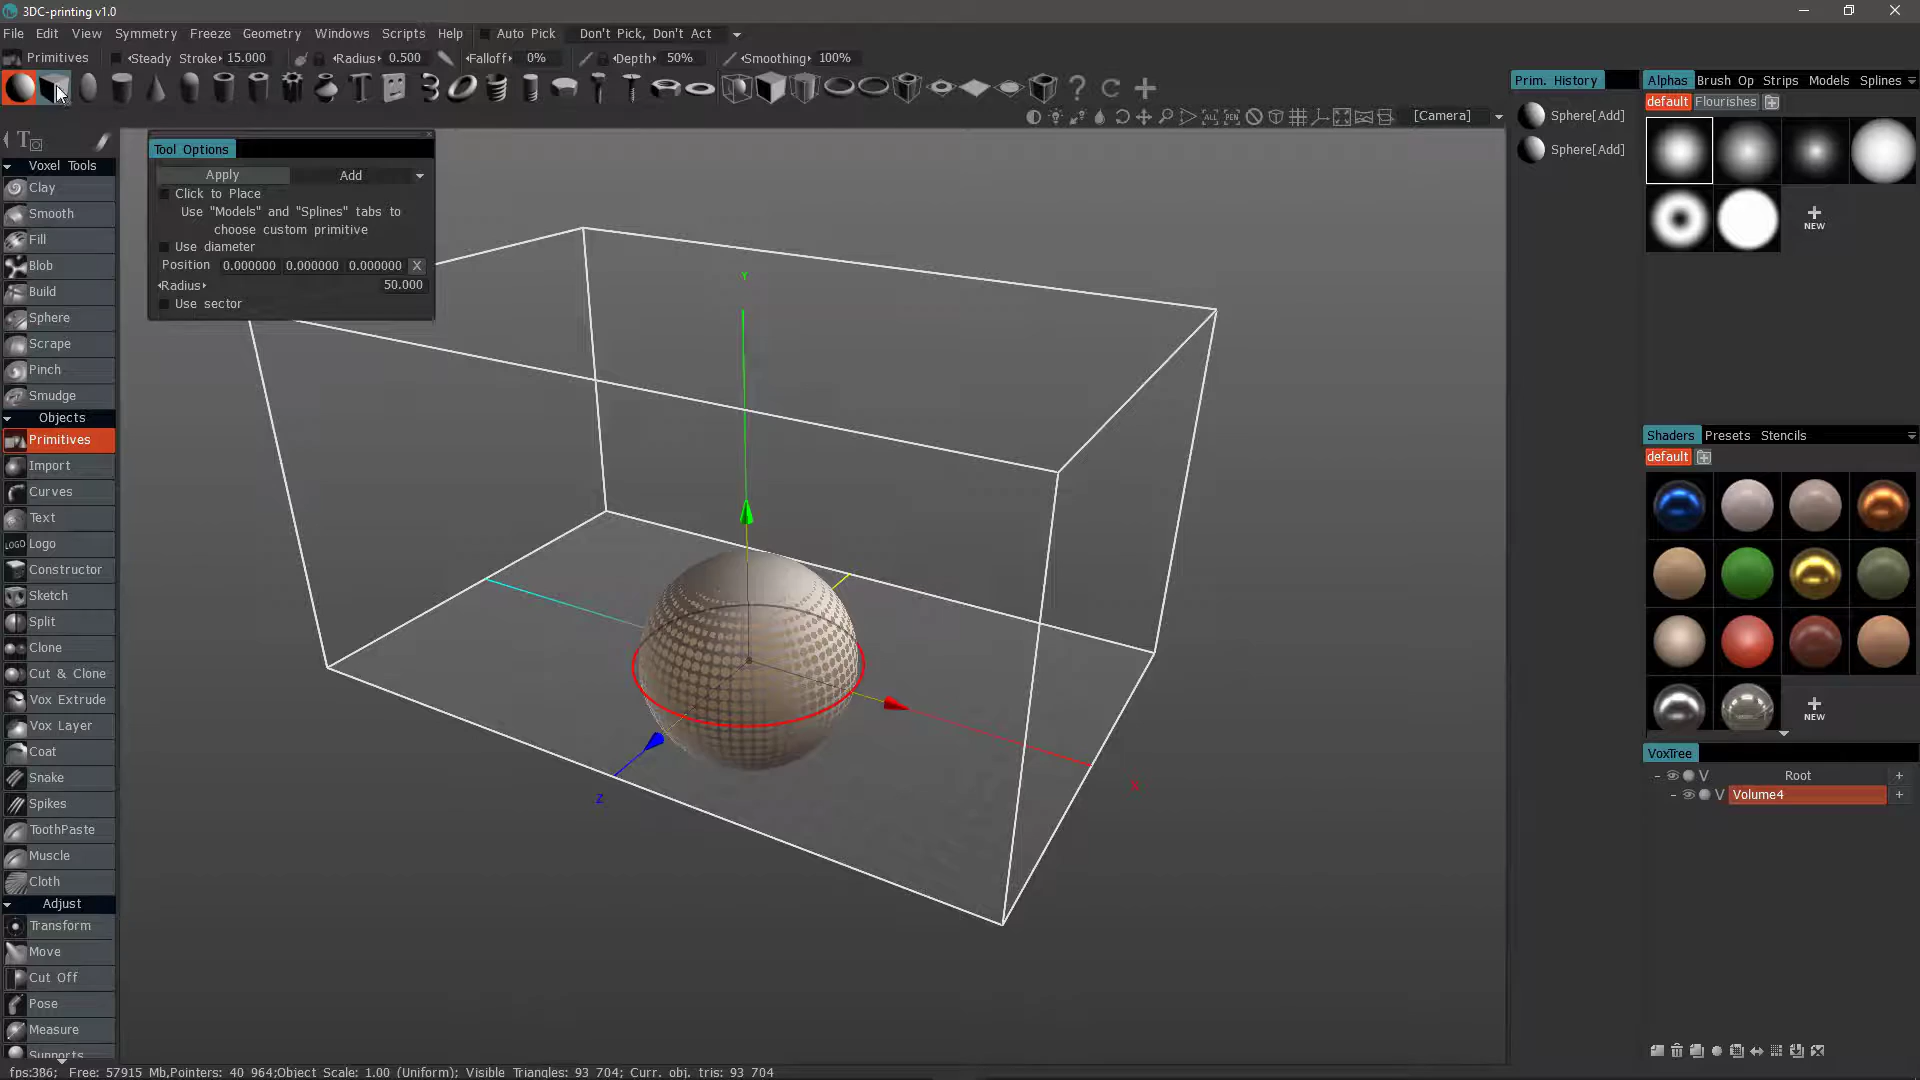 3DC-printing v1.0
File Edit View Symmetry Freeze Geometry Windows Scripts Help Auto Pick Don't Pick, Don't Act
Primitives Steady Stroke 15.000 Radius 0.500 Falloff 0% Depth 50% Smoothing 100%
Prim. History
Sphere[Add]
Sphere[Add]
Alphas Brush Op Strips Models Splines
default Flourishes
NEW
[Camera]
Tool Options
Apply Add
Click to Place
Use "Models" and "Splines" tabs to
choose custom primitive
Use diameter
Position 0.000000 0.000000 0.000000 X
Radius 50.000
Use sector
Voxel Tools
Clay
Smooth
Fill
Blob
Build
Sphere
Scrape
Pinch
Smudge
Objects
Primitives
Import
Curves
Text
LOGO Logo
Constructor
Sketch
Split
Clone
Cut & Clone
Vox Extrude
Vox Layer
Coat
Snake
Spikes
ToothPaste
Muscle
Cloth
Adjust
Transform
Move
Cut Off
Pose
Measure
Supports
Y
X
Z
Shaders Presets Stencils
default
NEW
VoxTree
V Root
V Volume4
fps:386; Free: 57915 Mb,Pointers: 40 964;Object Scale: 1.00 (Uniform); Visible Triangles: 93 704; Curr. obj. tris: 93 704